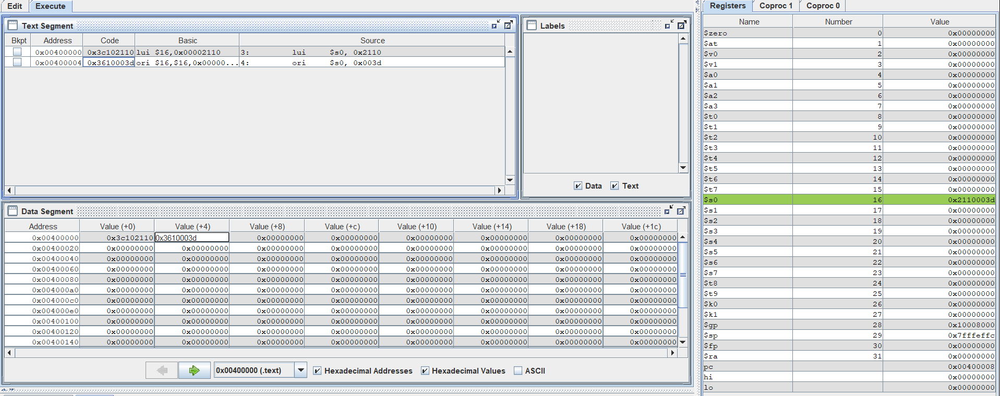 Edit Execute
Text Segment
Bkpt Address Code Basic Source
0x00400000 0x3c102110 lui $16,0x00002110 3: lui $s0, 0x2110
0x00400004 0x3610003d ori $16,$16,0x00000... 4: ori $s0, 0x003d
Labels
Data Text
Data Segment
Address Value (+0) Value (+4) Value (+8) Value (+c) Value (+10) Value (+14) Value (+18) Value (+1c)
0x00400000 0x3c102110 0x3610003d 0x00000000 0x00000000 0x00000000 0x00000000 0x00000000 0x00000000
0x00400020 0x00000000 0x00000000 0x00000000 0x00000000 0x00000000 0x00000000 0x00000000 0x00000000
0x00400040 0x00000000 0x00000000 0x00000000 0x00000000 0x00000000 0x00000000 0x00000000 0x00000000
0x00400060 0x00000000 0x00000000 0x00000000 0x00000000 0x00000000 0x00000000 0x00000000 0x00000000
0x00400080 0x00000000 0x00000000 0x00000000 0x00000000 0x00000000 0x00000000 0x00000000 0x00000000
0x004000a0 0x00000000 0x00000000 0x00000000 0x00000000 0x00000000 0x00000000 0x00000000 0x00000000
0x004000c0 0x00000000 0x00000000 0x00000000 0x00000000 0x00000000 0x00000000 0x00000000 0x00000000
0x004000e0 0x00000000 0x00000000 0x00000000 0x00000000 0x00000000 0x00000000 0x00000000 0x00000000
0x00400100 0x00000000 0x00000000 0x00000000 0x00000000 0x00000000 0x00000000 0x00000000 0x00000000
0x00400120 0x00000000 0x00000000 0x00000000 0x00000000 0x00000000 0x00000000 0x00000000 0x00000000
0x00400140 0x00000000 0x00000000 0x00000000 0x00000000 0x00000000 0x00000000 0x00000000 0x00000000
0x00400000 (.text) Hexadecimal Addresses Hexadecimal Values ASCII
Registers Coproc 1 Coproc 0
Name Number Value
$zero 0 0x00000000
$at 1 0x00000000
$v0 2 0x00000000
$v1 3 0x00000000
$a0 4 0x00000000
$a1 5 0x00000000
$a2 6 0x00000000
$a3 7 0x00000000
$t0 8 0x00000000
$t1 9 0x00000000
$t2 10 0x00000000
$t3 11 0x00000000
$t4 12 0x00000000
$t5 13 0x00000000
$t6 14 0x00000000
$t7 15 0x00000000
$s0 16 0x2110003d
$s1 17 0x00000000
$s2 18 0x00000000
$s3 19 0x00000000
$s4 20 0x00000000
$s5 21 0x00000000
$s6 22 0x00000000
$s7 23 0x00000000
$t8 24 0x00000000
$t9 25 0x00000000
$k0 26 0x00000000
$k1 27 0x00000000
$gp 28 0x10008000
$sp 29 0x7fffeffc
$fp 30 0x00000000
$ra 31 0x00000000
pc 0x00400008
hi 0x00000000
lo 0x00000000